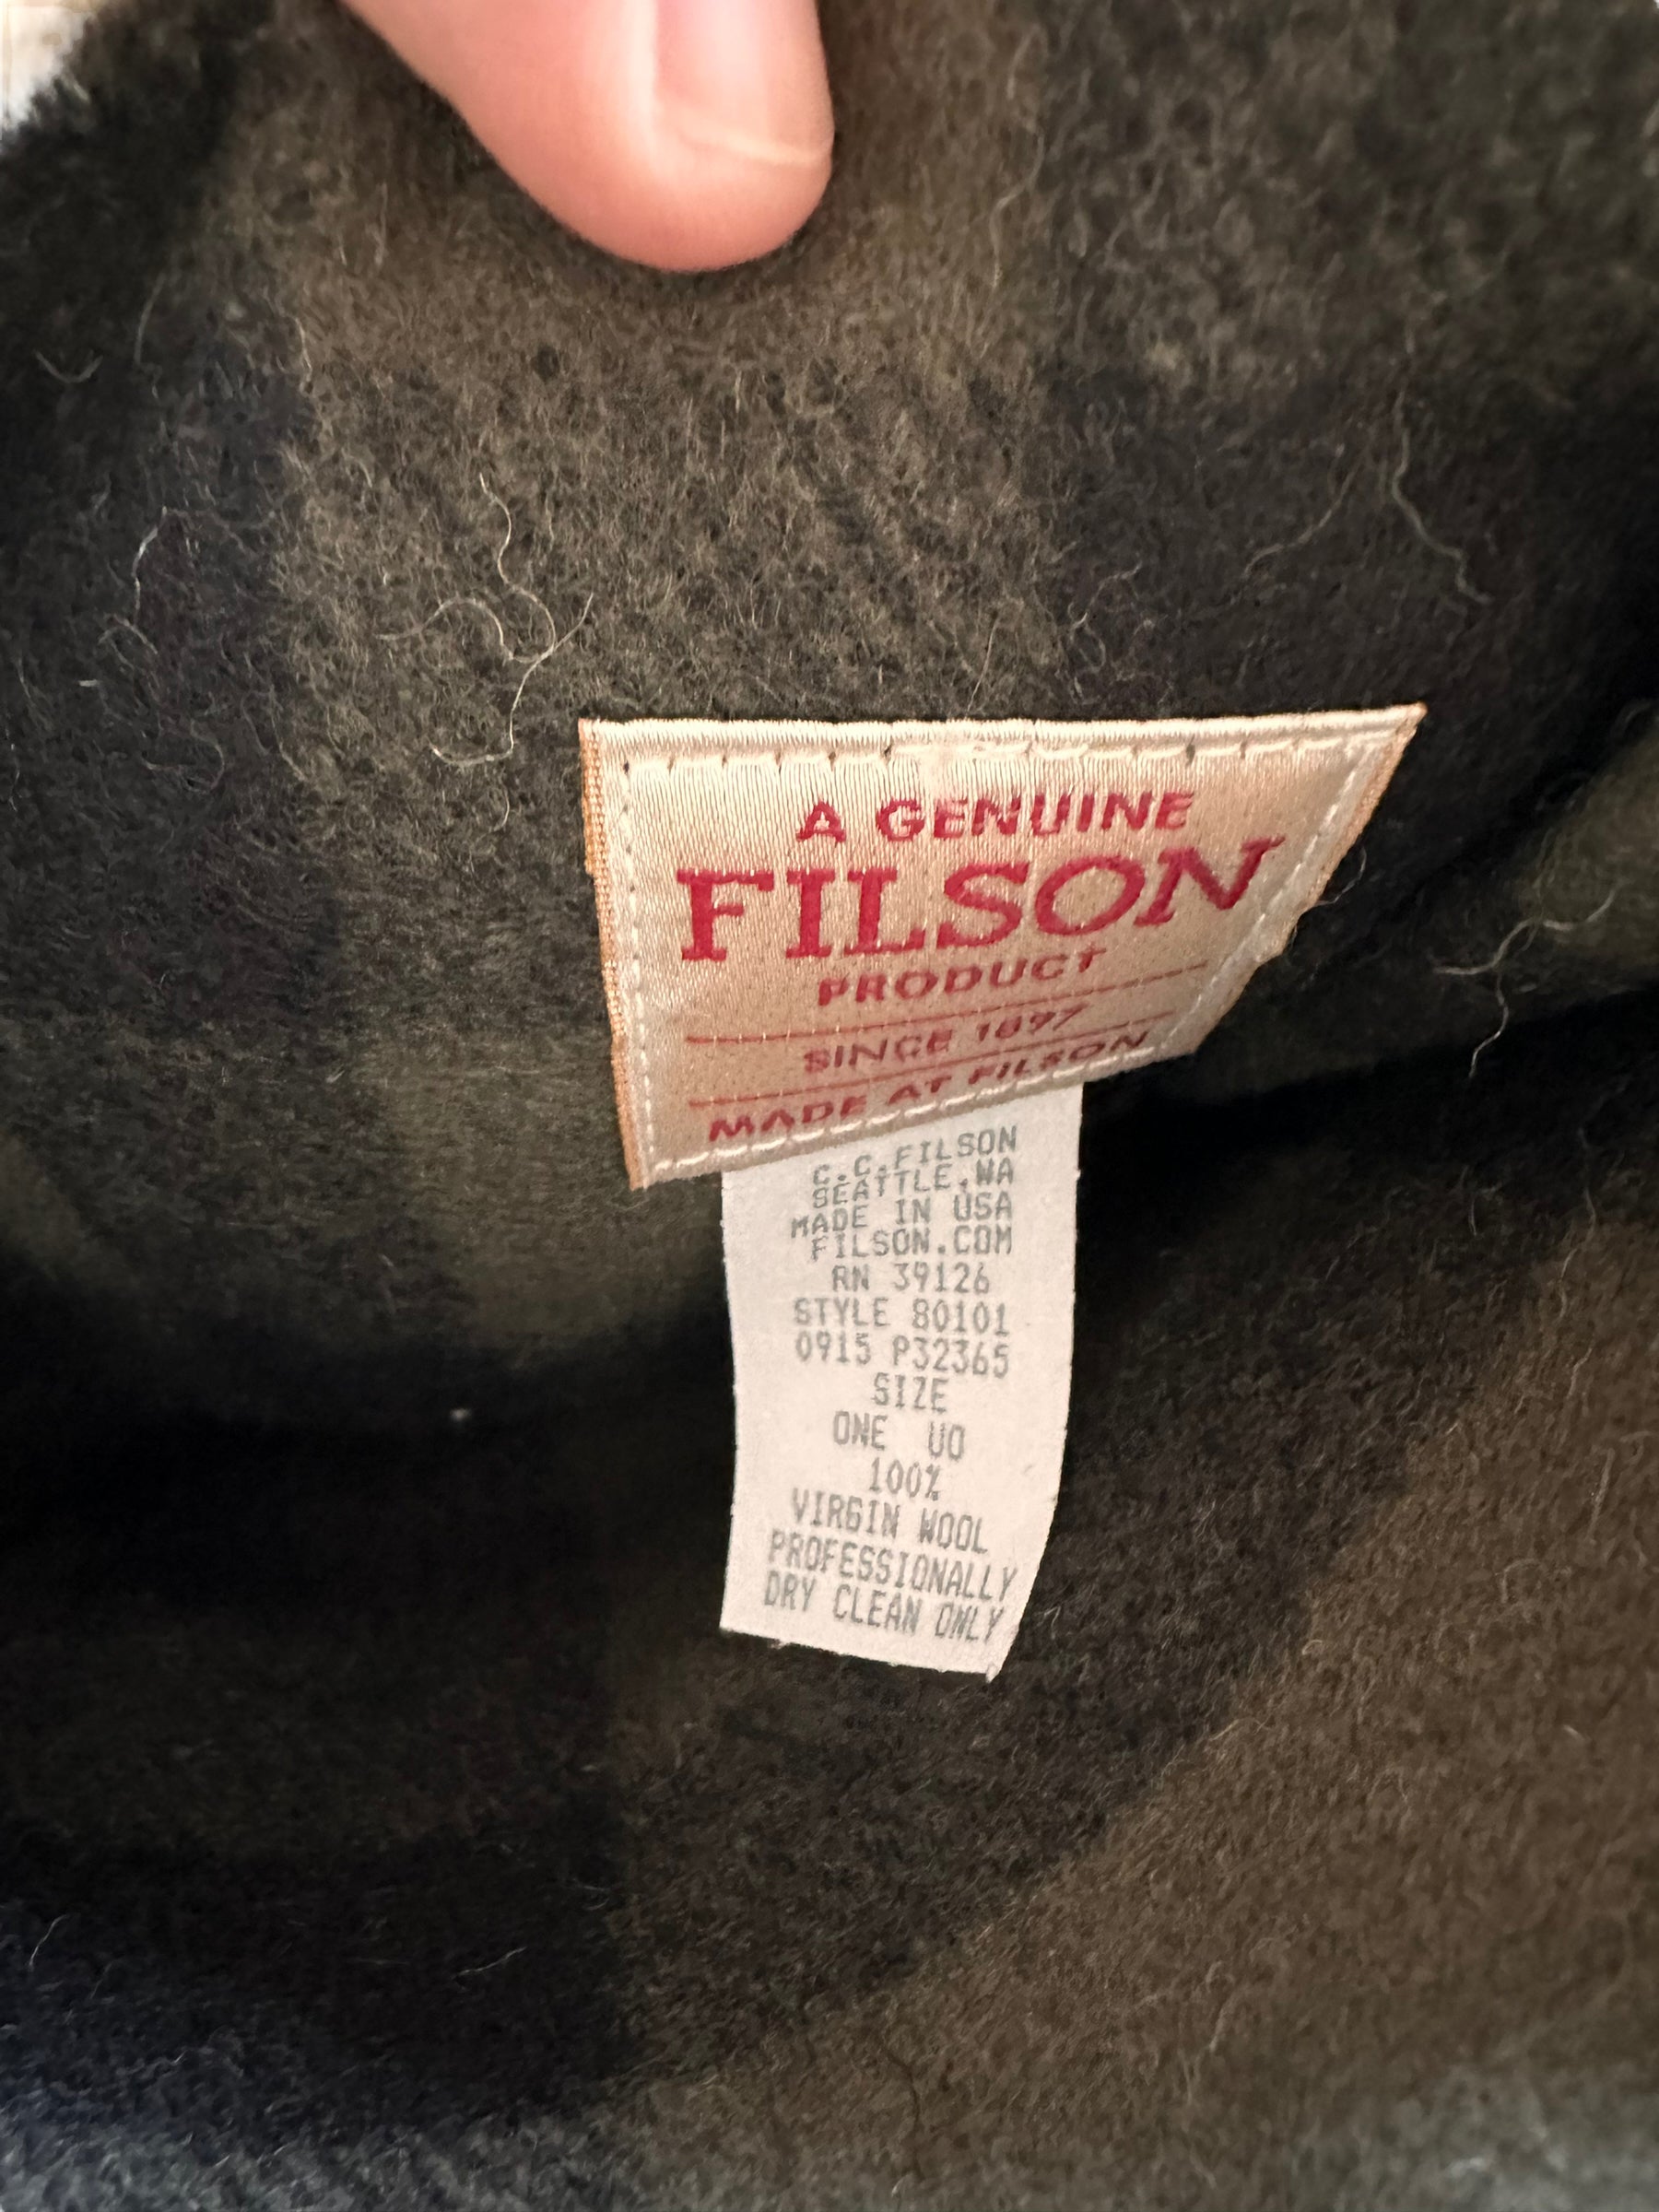 A GENUINE
FILSON
PRODUCT
SINCE 1897
MADE AT FILSON
C.C.FILSON
SEATTLE,WA
MADE IN USA
FILSON.COM
RN 39126
STYLE 80101
0915 P32365
SIZE
ONE UO
100%
VIRGIN WOOL
PROFESSIONALLY
DRY CLEAN ONLY